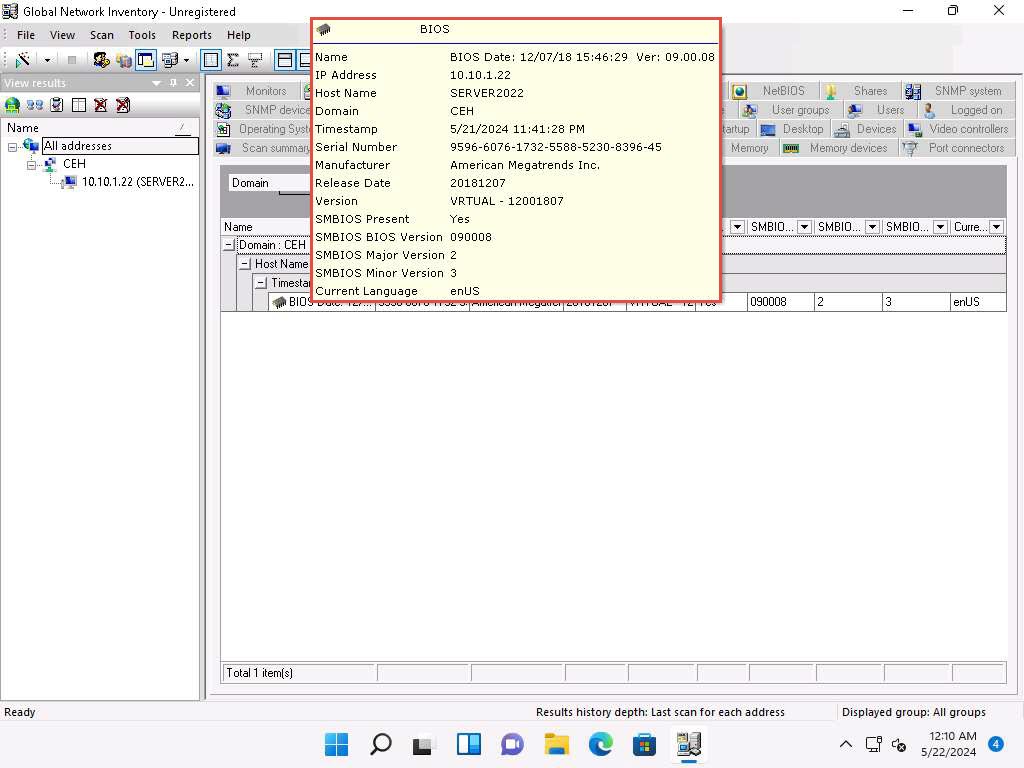 Global Network Inventory - Unregistered
File View Scan Tools Reports Help
View results
Name
All addresses
CEH
10.10.1.22 (SERVER2...
Monitors
NetBIOS Shares SNMP system
SNMP device
User groups Users Logged on
Operating Syst
Desktop Devices Video controllers
Scan summary
Memory Memory devices Port connectors
Domain
BIOS
Name BIOS Date: 12/07/18 15:46:29 Ver: 09.00.08
IP Address 10.10.1.22
Host Name SERVER2022
Domain CEH
Timestamp 5/21/2024 11:41:28 PM
Serial Number 9596-6076-1732-5588-5230-8396-45
Manufacturer American Megatrends Inc.
Release Date 20181207
Version VRTUAL - 12001807
SMBIOS Present Yes
SMBIOS BIOS Version 090008
SMBIOS Major Version 2
SMBIOS Minor Version 3
Current Language enUS
Name SMBIO... SMBIO... SMBIO... Curre...
Domain : CEH
Host Name
Timestar
090008 2 3 enUS
Total 1 item(s)
Ready Results history depth: Last scan for each address Displayed group: All groups
12:10 AM
5/22/2024
4